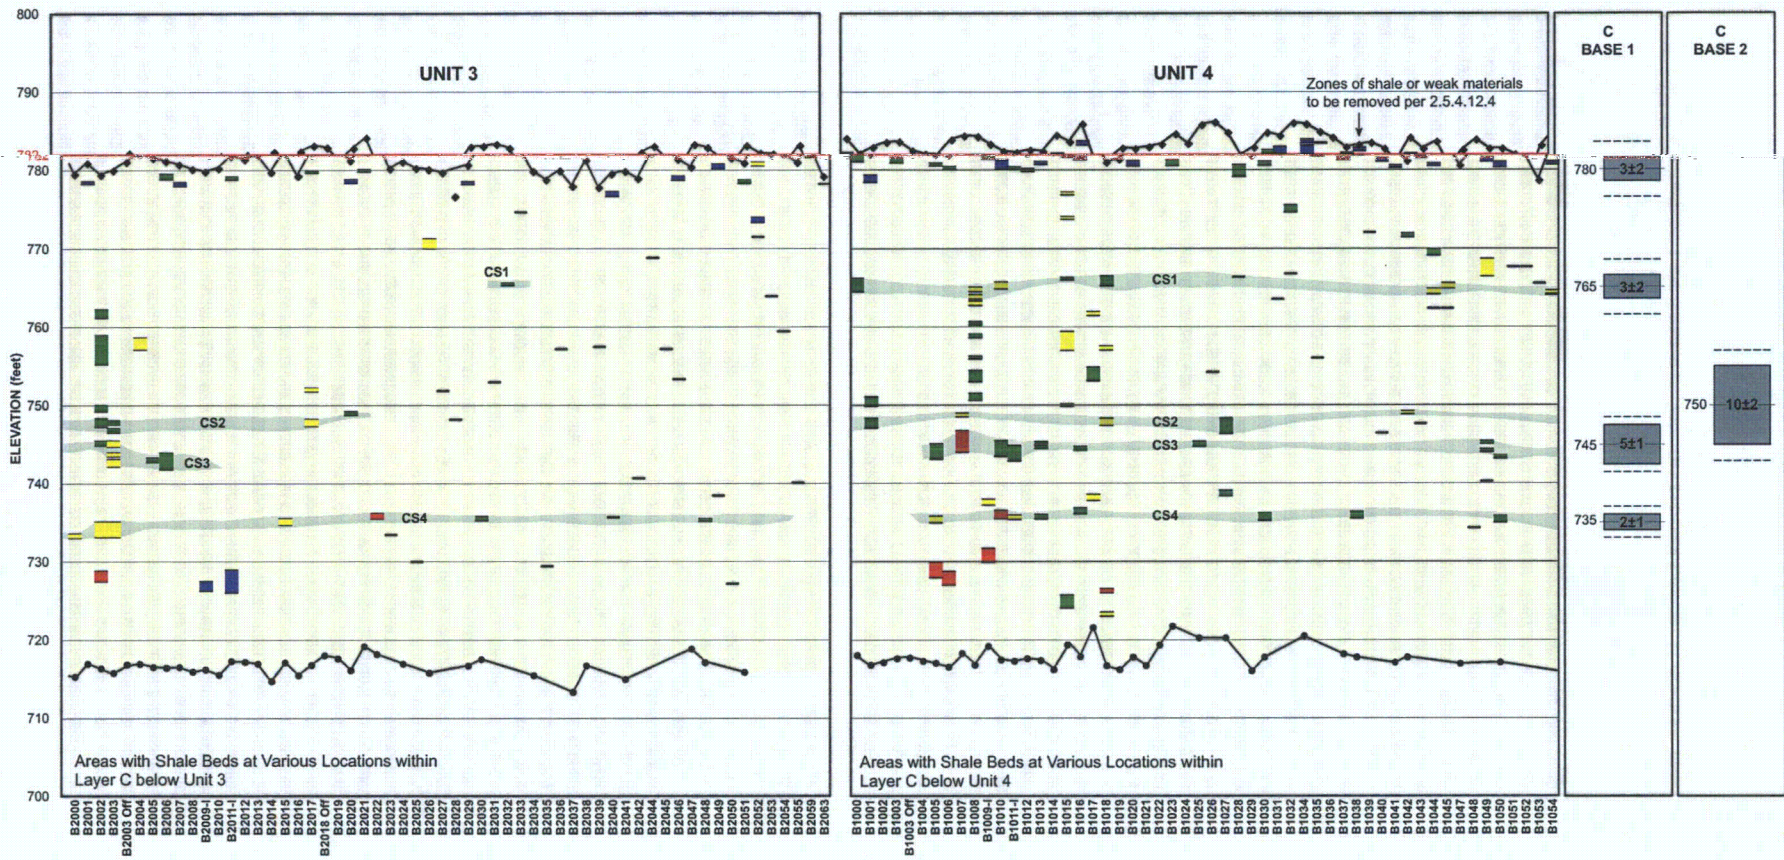 800
790
782
780
770
760
750
740
730
720
710
700
ELEVATION (feet)
UNIT 3
CS1
CS2
CS3
CS4
Areas with Shale Beds at Various Locations within
Layer C below Unit 3
B2000
B2001
B2002
B2003
B2003 Off
B2004
B2005
B2006
B2007
B2008
B2009-I
B2010
B2011-I
B2012
B2013
B2014
B2015
B2016
B2017
B2018 Off
B2019
B2020
B2021
B2022
B2023
B2024
B2025
B2026
B2027
B2028
B2029
B2030
B2031
B2032
B2033
B2034
B2035
B2036
B2037
B2038
B2039
B2040
B2041
B2042
B2044
B2045
B2046
B2047
B2048
B2049
B2050
B2051
B2052
B2053
B2054
B2055
B2059
B2063
UNIT 4
Zones of shale or weak materials
to be removed per 2.5.4.12.4
CS1
CS2
CS3
CS4
Areas with Shale Beds at Various Locations within
Layer C below Unit 4
B1000
B1001
B1002
B1003
B1003 Off
B1004
B1005
B1006
B1007
B1008
B1009-I
B1010
B1011-I
B1012
B1013
B1014
B1015
B1016
B1017
B1018
B1019
B1020
B1021
B1022
B1023
B1024
B1025
B1026
B1027
B1028
B1029
B1030
B1031
B1032
B1034
B1035
B1036
B1037
B1038
B1039
B1040
B1041
B1042
B1043
B1044
B1045
B1047
B1048
B1049
B1050
B1051
B1052
B1053
B1054
C
BASE 1
780
3±2
765
3±2
745
5±1
735
2±1
C
BASE 2
750
10±2